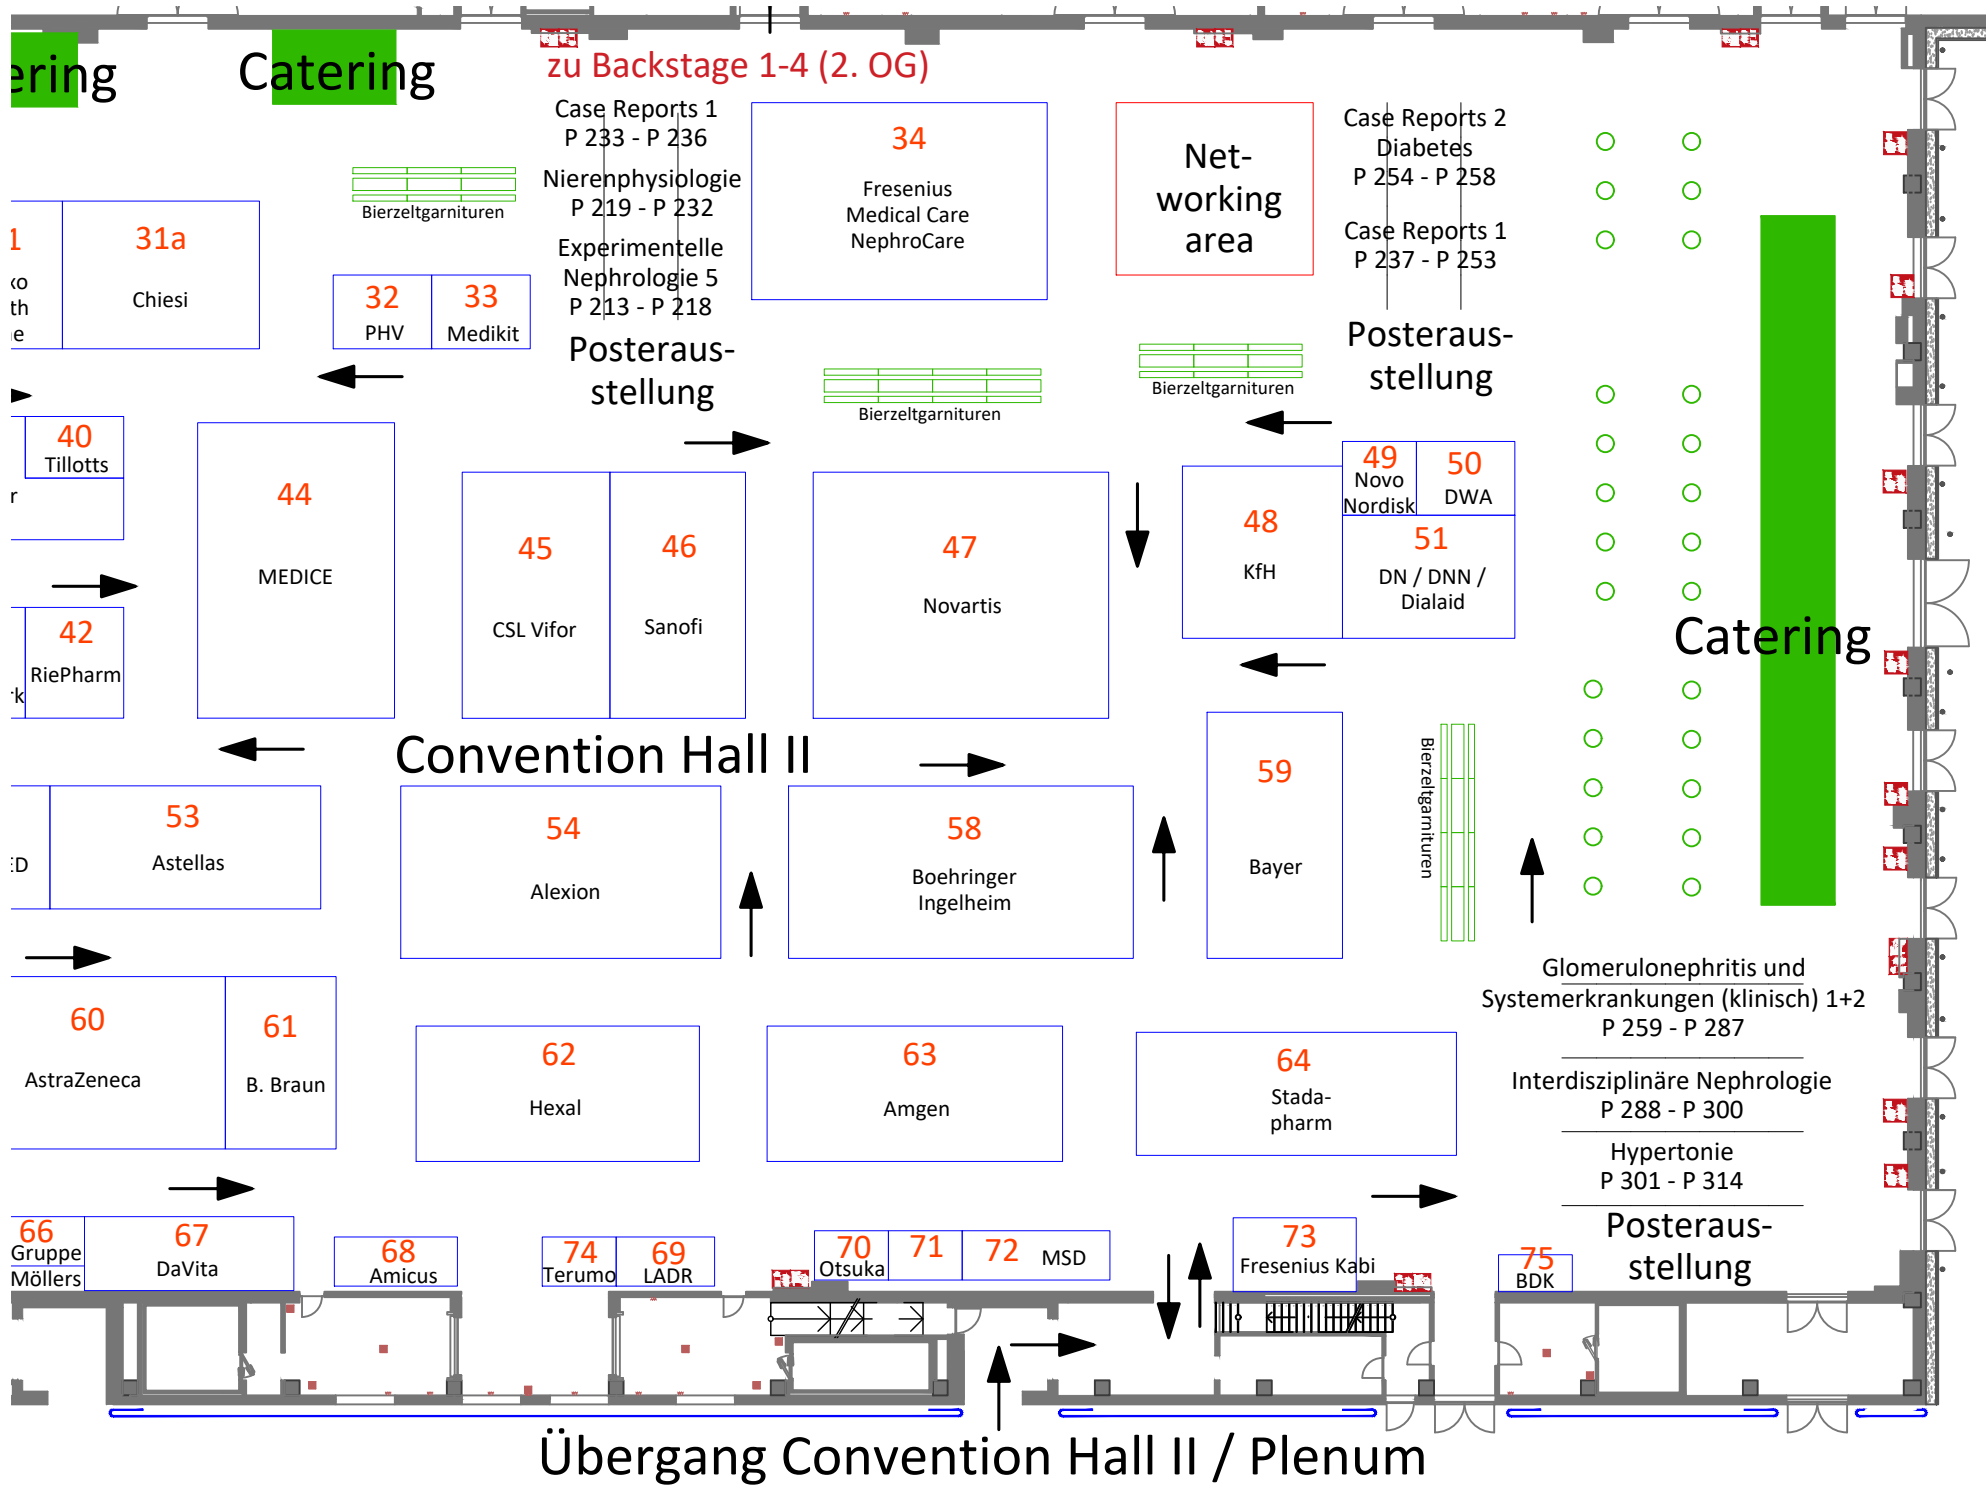 ering
Catering
zu Backstage 1-4 (2. OG)
Case Reports 1
P 233 - P 236
Nierenphysiologie
P 219 - P 232
Experimentelle
Nephrologie 5
P 213 - P 218
Posteraus-
stellung
34
Fresenius
Medical Care
NephroCare
Net-
working
area
Case Reports 2
Diabetes
P 254 - P 258
Case Reports 1
P 237 - P 253
Posteraus-
stellung
Bierzeltgarnituren
1
xo
th
e
31a
Chiesi
32
PHV
33
Medikit
Bierzeltgarnituren
Bierzeltgarnituren
40
Tillotts
r
44
MEDICE
45
CSL Vifor
46
Sanofi
47
Novartis
48
KfH
49
Novo
Nordisk
50
DWA
51
DN / DNN /
Dialaid
42
RiePharm
rk
Catering
Convention Hall II
53
Astellas
ED
54
Alexion
58
Boehringer
Ingelheim
59
Bayer
Bierzeltgarnituren
60
AstraZeneca
61
B. Braun
62
Hexal
63
Amgen
64
Stada-
pharm
Glomerulonephritis und
Systemerkrankungen (klinisch) 1+2
P 259 - P 287
Interdisziplinäre Nephrologie
P 288 - P 300
Hypertonie
P 301 - P 314
Posteraus-
stellung
66
Gruppe
Möllers
67
DaVita
68
Amicus
74
Terumo
69
LADR
70
Otsuka
71
72 MSD
73
Fresenius Kabi
75
BDK
Übergang Convention Hall II / Plenum